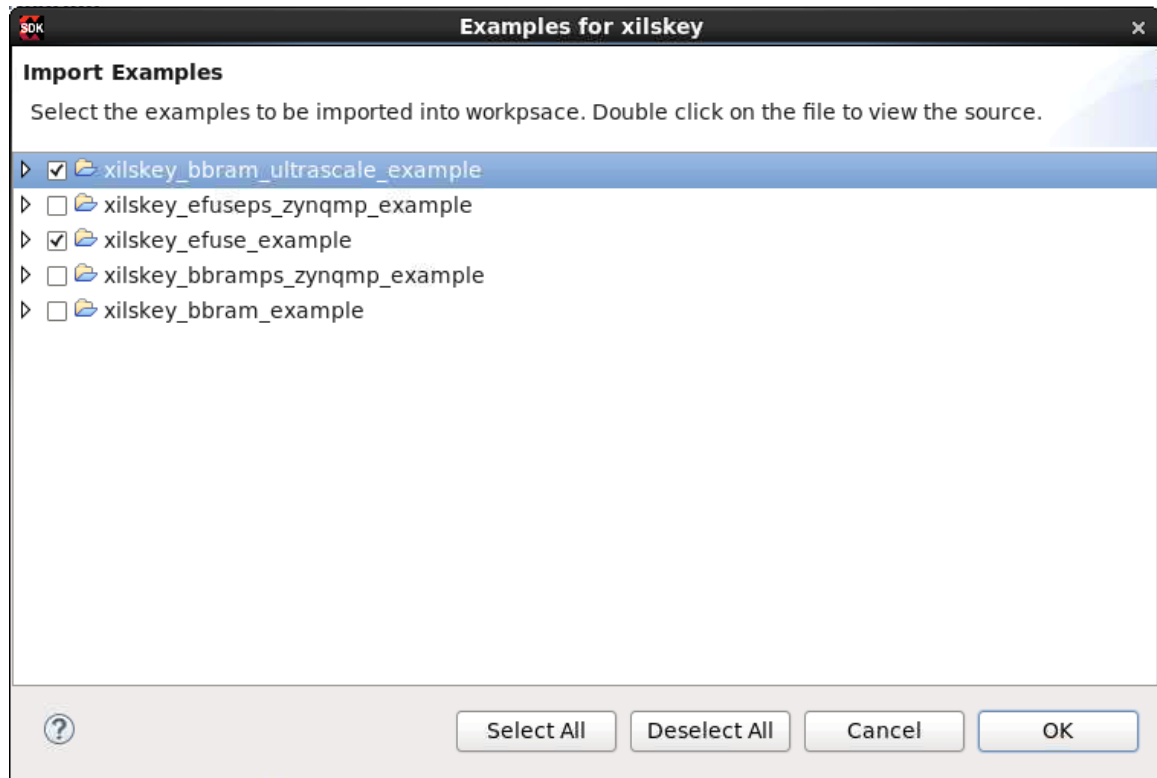 SDK
Examples for xilskey
Import Examples
Select the examples to be imported into workpsace. Double click on the file to view the source.
xilskey_bbram_ultrascale_example
xilskey_efuseps_zynqmp_example
xilskey_efuse_example
xilskey_bbramps_zynqmp_example
xilskey_bbram_example
Select All Deselect All Cancel OK